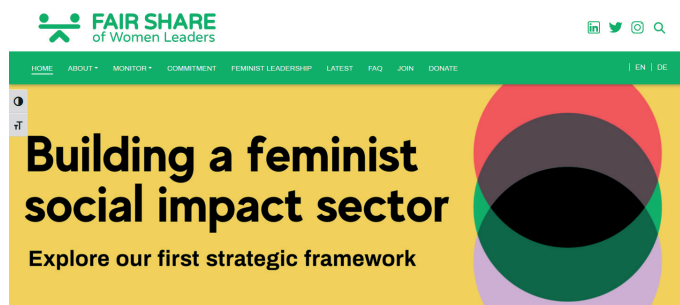 FAIR SHARE
of Women Leaders
HOME ABOUT MONITOR COMMITMENT FEMINIST LEADERSHIP LATEST FAQ JOIN DONATE | EN | DE
Building a feminist
social impact sector
Explore our first strategic framework